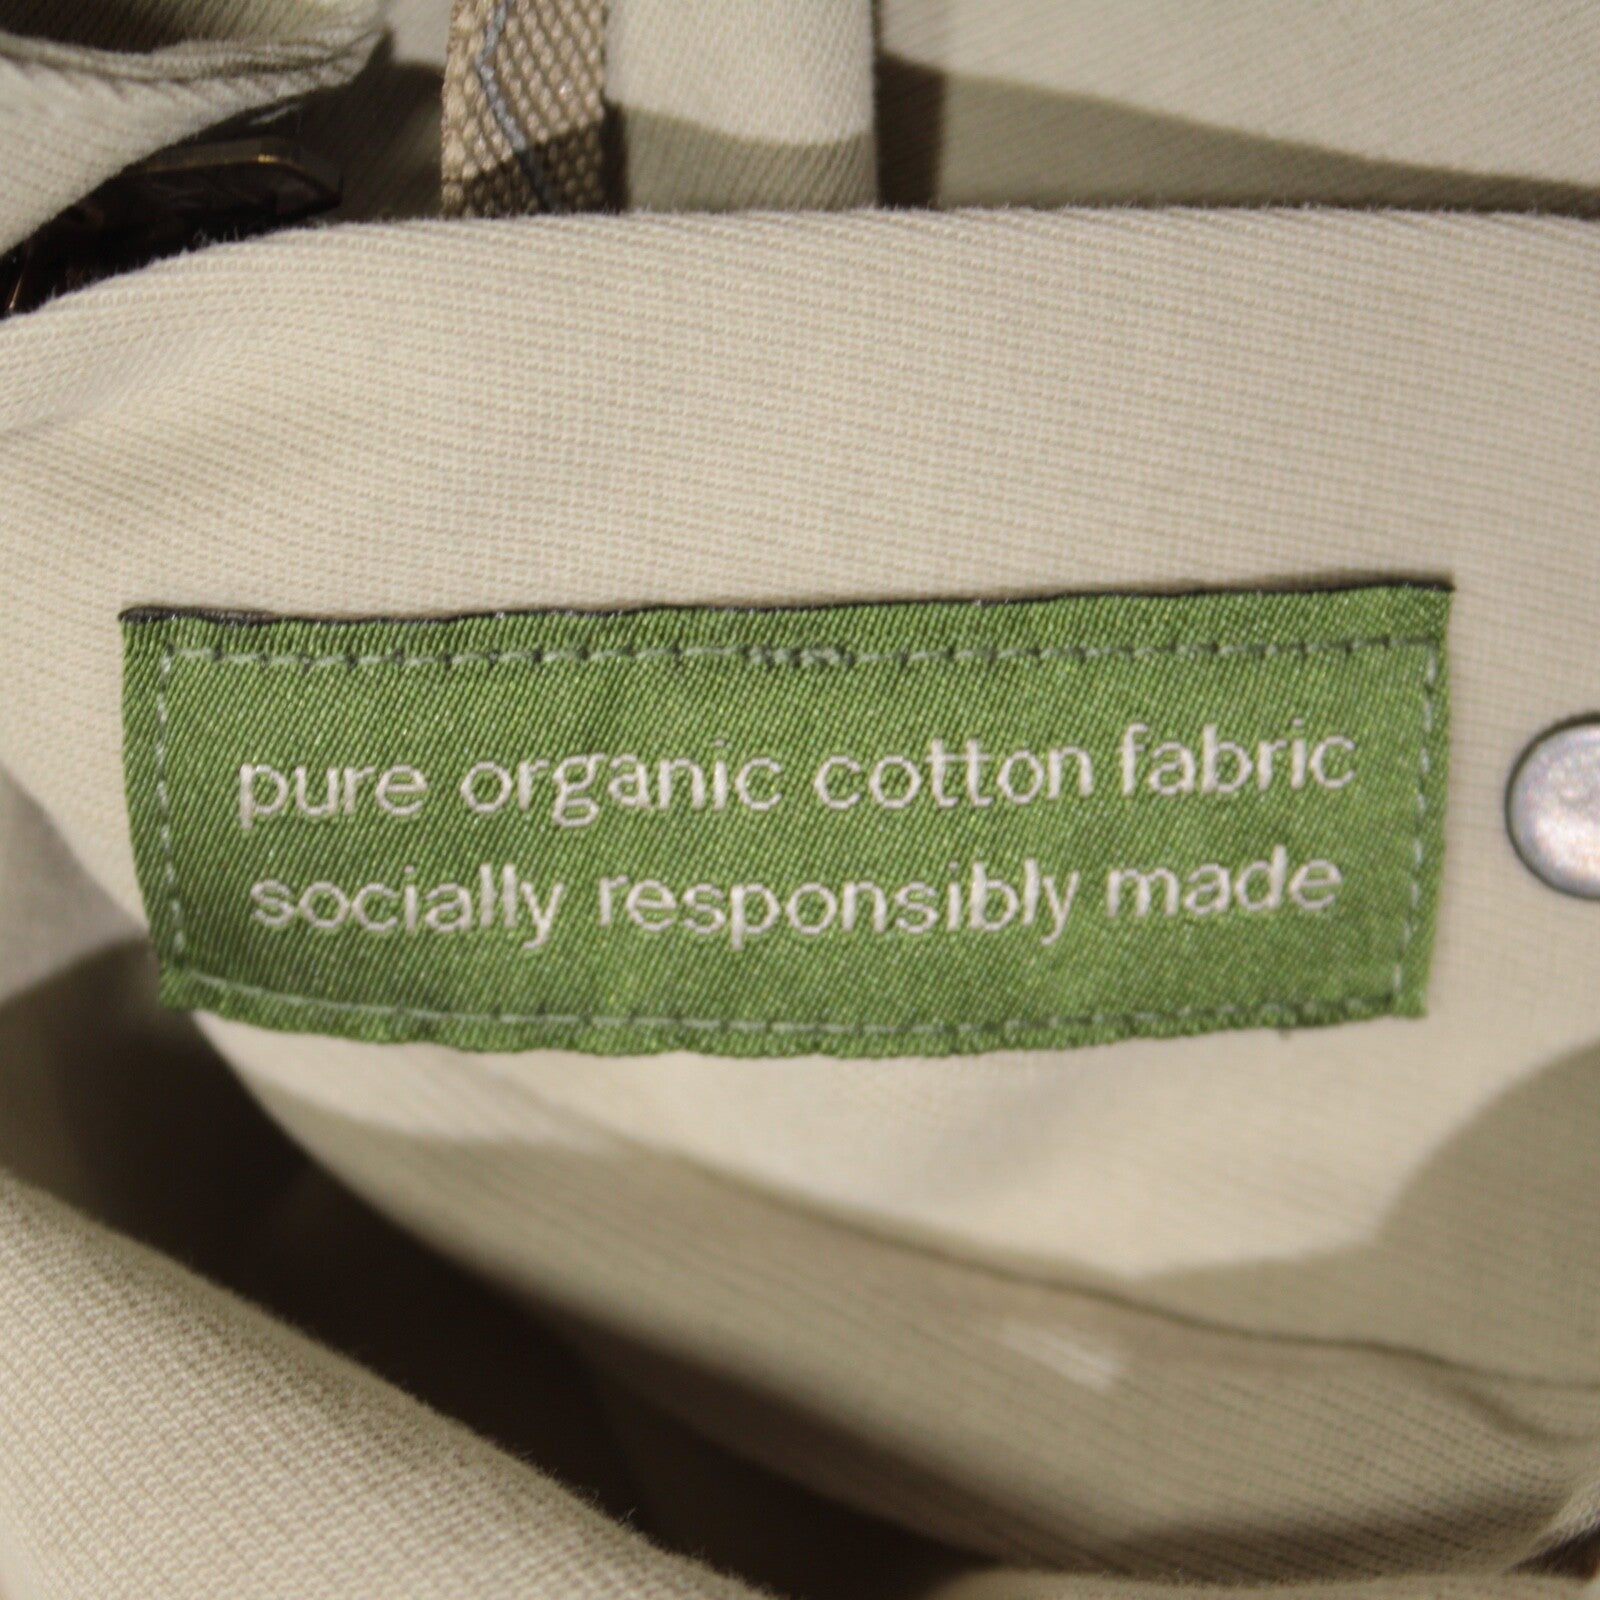 pure organic cotton fabric
socially responsibly made